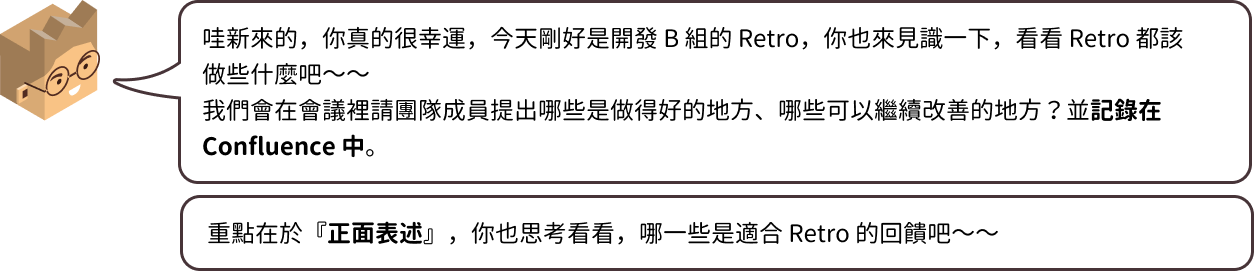 哇新來的，你真的很幸運，今天剛好是開發 B 組的 Retro，你也來見識一下，看看 Retro 都該
做些什麼吧～～
我們會在會議裡請團隊成員提出哪些是做得好的地方、哪些可以繼續改善的地方？並記錄在
Confluence 中。
重點在於『正面表述』，你也思考看看，哪一些是適合 Retro 的回饋吧～～